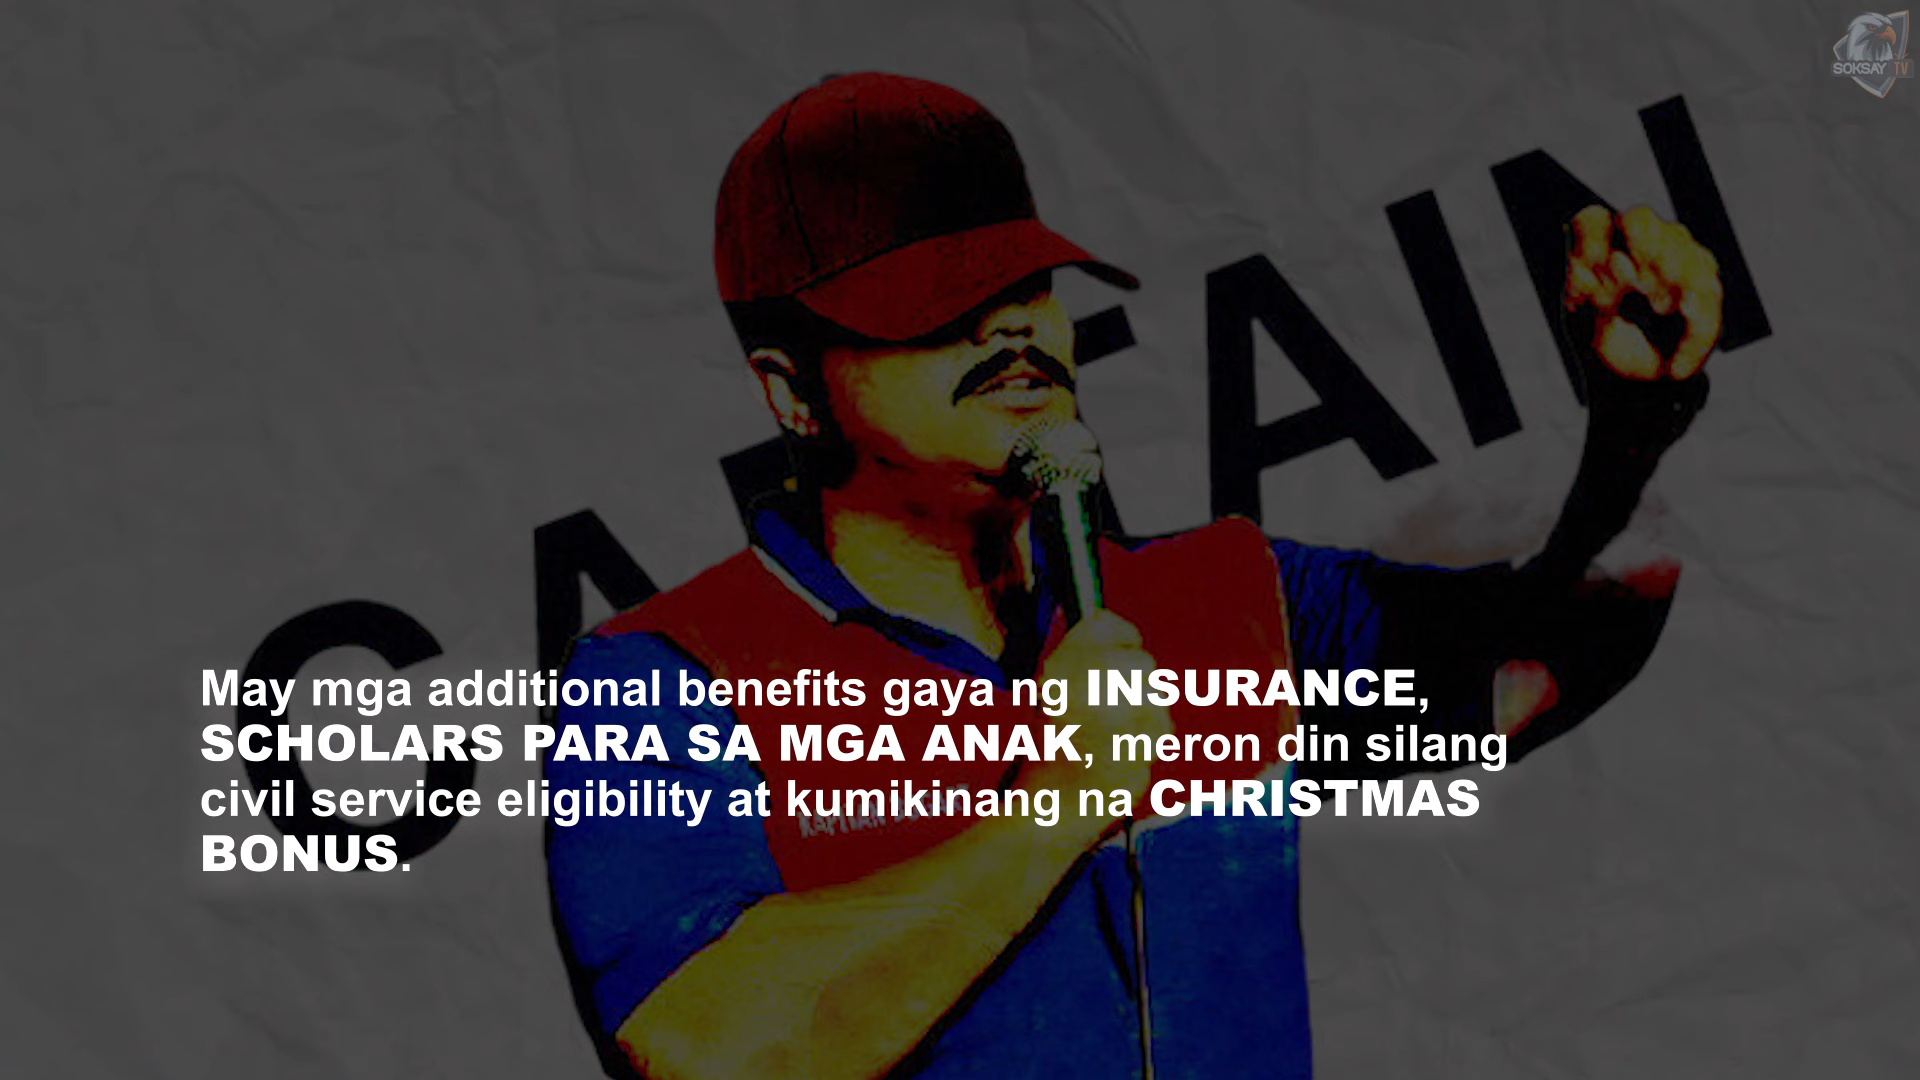 SOKSAY TV
CAPTAIN
May mga additional benefits gaya ng INSURANCE,
SCHOLARS PARA SA MGA ANAK, meron din silang
civil service eligibility at kumikinang na CHRISTMAS
BONUS.